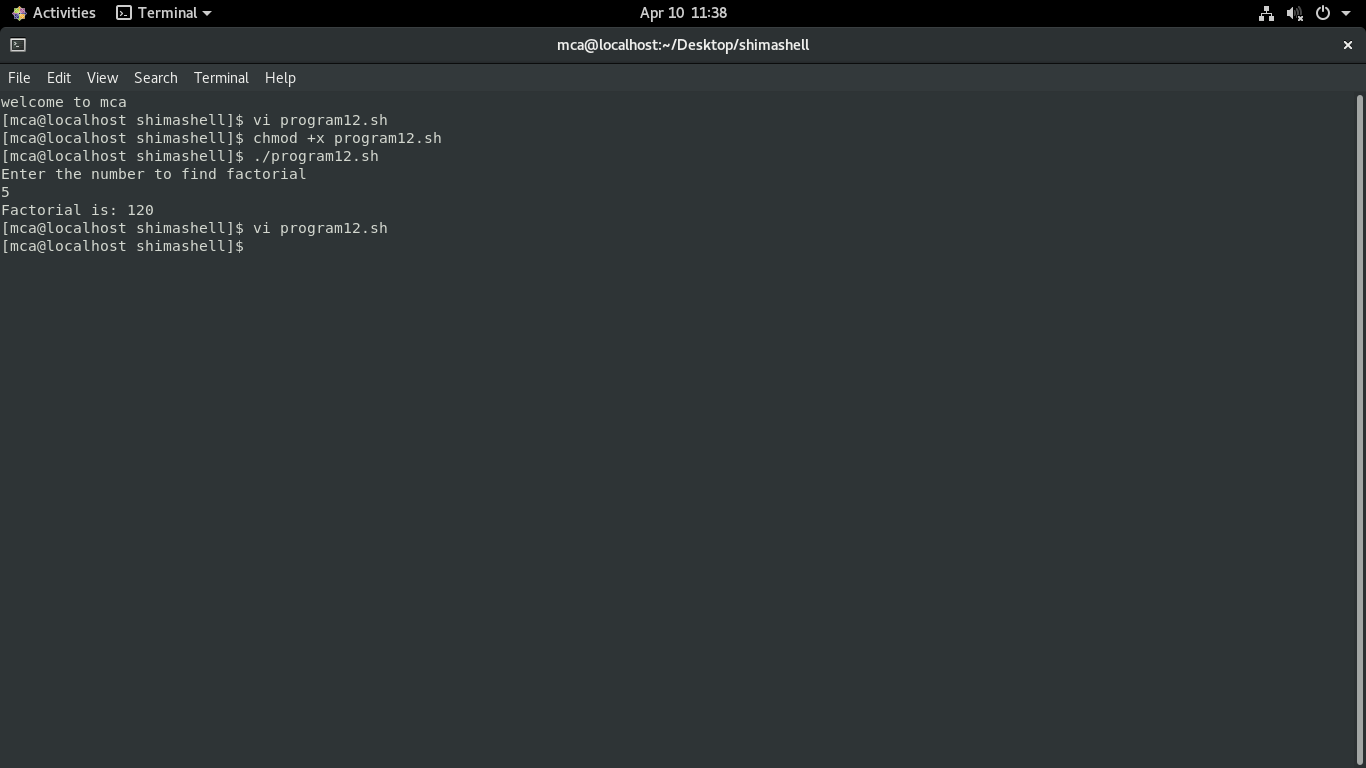 Activities Terminal Apr 10 11:38
mca@localhost:~/Desktop/shimashell
File Edit View Search Terminal Help
welcome to mca
[mca@localhost shimashell]$ vi program12.sh
[mca@localhost shimashell]$ chmod +x program12.sh
[mca@localhost shimashell]$ ./program12.sh
Enter the number to find factorial
5
Factorial is: 120
[mca@localhost shimashell]$ vi program12.sh
[mca@localhost shimashell]$